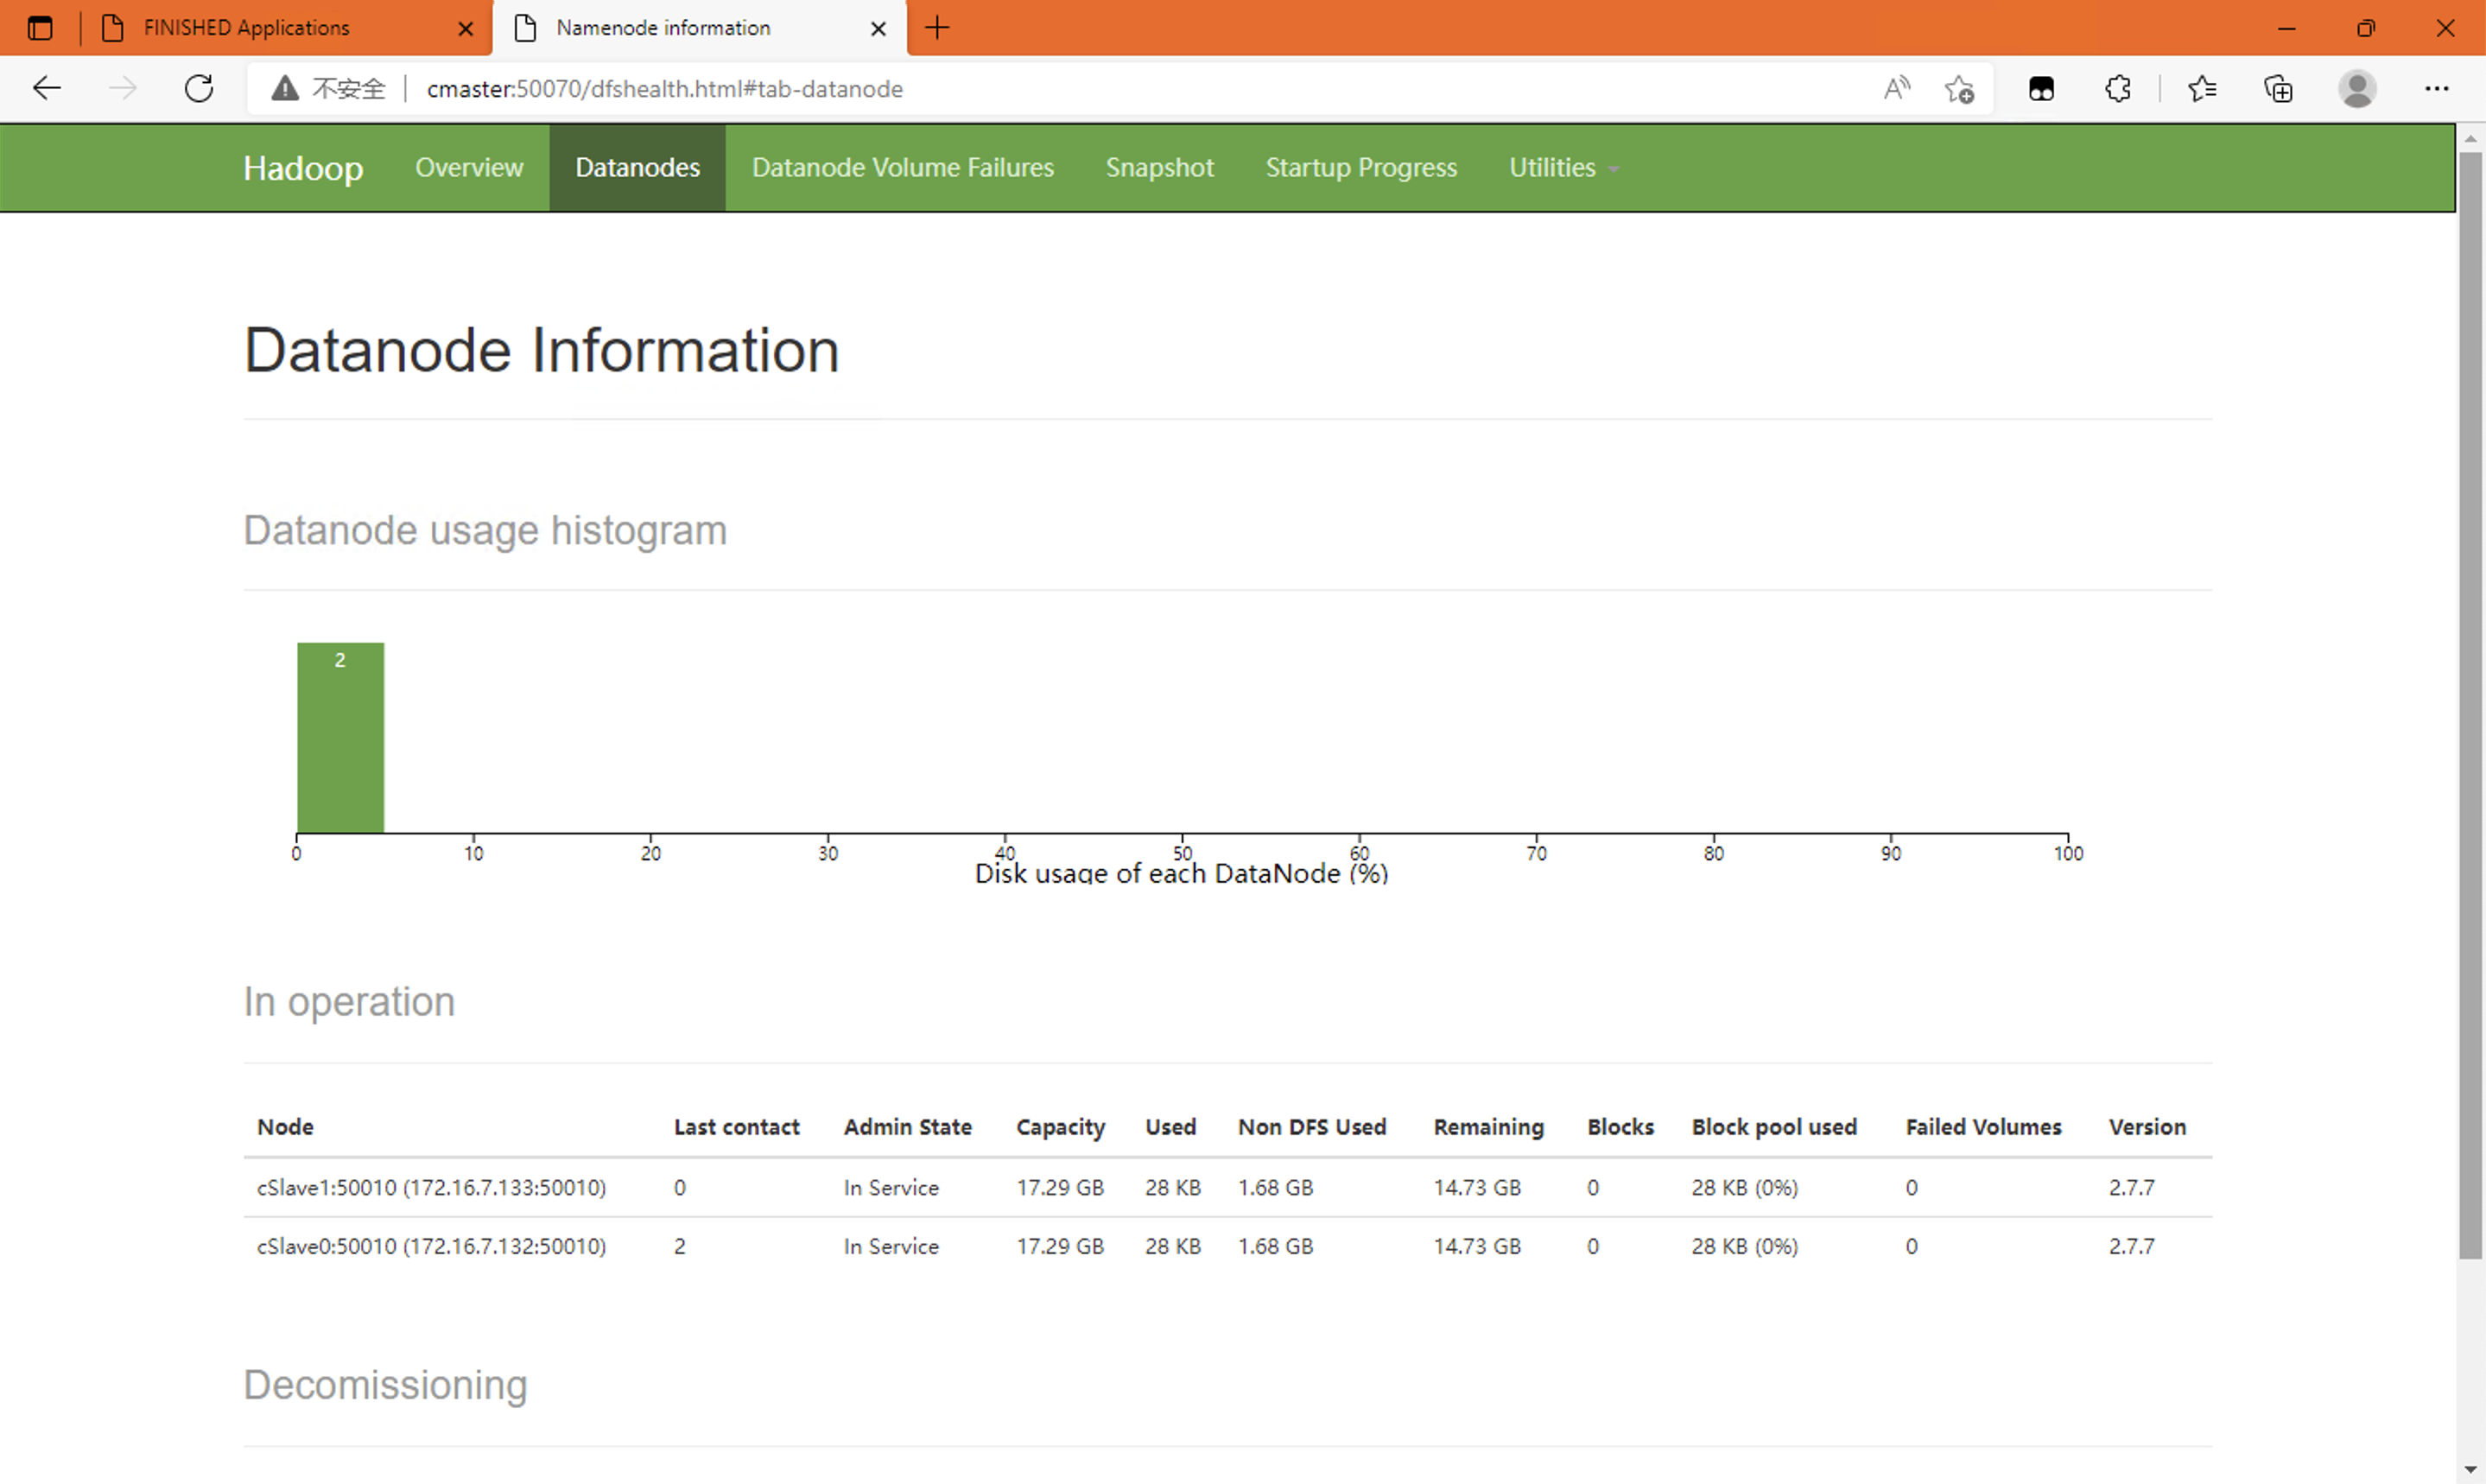 FINISHED Applications
Namenode information
不安全
cmaster:50070/dfshealth.html#tab-datanode
Hadoop Overview Datanodes Datanode Volume Failures Snapshot Startup Progress Utilities
Datanode Information
Datanode usage histogram
2
0 10 20 30 40 50 60 70 80 90 100
Disk usage of each DataNode (%)
In operation
Node Last contact Admin State Capacity Used Non DFS Used Remaining Blocks Block pool used Failed Volumes Version
cSlave1:50010 (172.16.7.133:50010) 0 In Service 17.29 GB 28 KB 1.68 GB 14.73 GB 0 28 KB (0%) 0 2.7.7
cSlave0:50010 (172.16.7.132:50010) 2 In Service 17.29 GB 28 KB 1.68 GB 14.73 GB 0 28 KB (0%) 0 2.7.7
Decomissioning